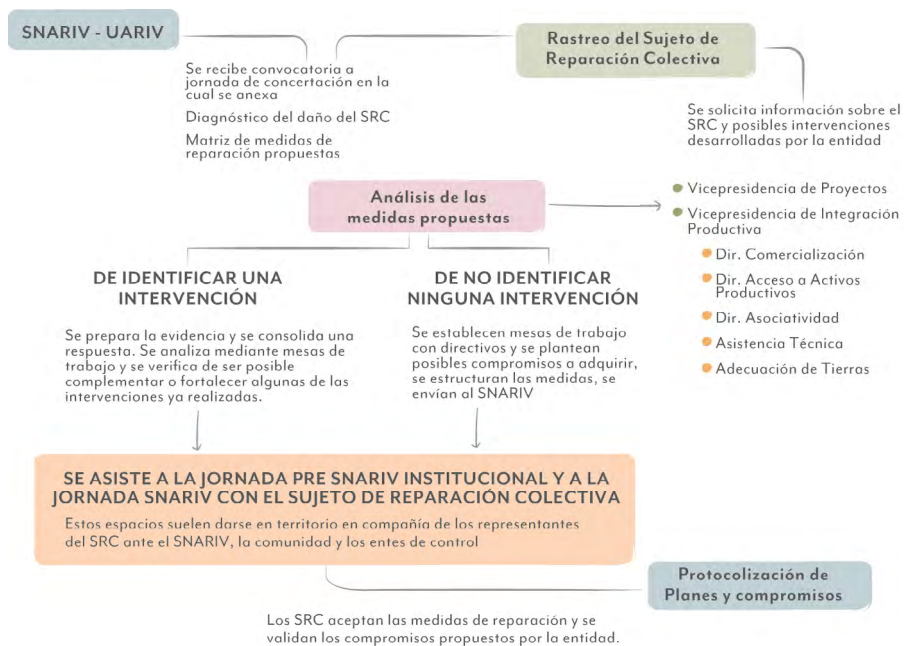 SNARIV - UARIV
Se recibe convocatoria a
jornada de concertación en la
cual se anexa
Diagnóstico del daño del SRC
Matriz de medidas de
reparación propuestas
Rastreo del Sujeto de
Reparación Colectiva
Se solicita información sobre el
SRC y posibles intervenciones
desarrolladas por la entidad
Análisis de las
medidas propuestas
Vicepresidencia de Proyectos
Vicepresidencia de Integración
Productiva
Dir. Comercialización
Dir. Acceso a Activos
Productivos
Dir. Asociatividad
Asistencia Técnica
Adecuación de Tierras
DE IDENTIFICAR UNA
INTERVENCIÓN
Se prepara la evidencia y se consolida una
respuesta. Se analiza mediante mesas de
trabajo y se verifica de ser posible
complementar o fortalecer algunas de las
intervenciones ya realizadas.
DE NO IDENTIFICAR
NINGUNA INTERVENCIÓN
Se establecen mesas de trabajo
con directivos y se plantean
posibles compromisos a adquirir,
se estructuran las medidas, se
envían al SNARIV
SE ASISTE A LA JORNADA PRE SNARIV INSTITUCIONAL Y A LA
JORNADA SNARIV CON EL SUJETO DE REPARACIÓN COLECTIVA
Estos espacios suelen darse en territorio en compañía de los representantes
del SRC ante el SNARIV, la comunidad y los entes de control
Protocolización de
Planes y compromisos
Los SRC aceptan las medidas de reparación y se
validan los compromisos propuestos por la entidad.